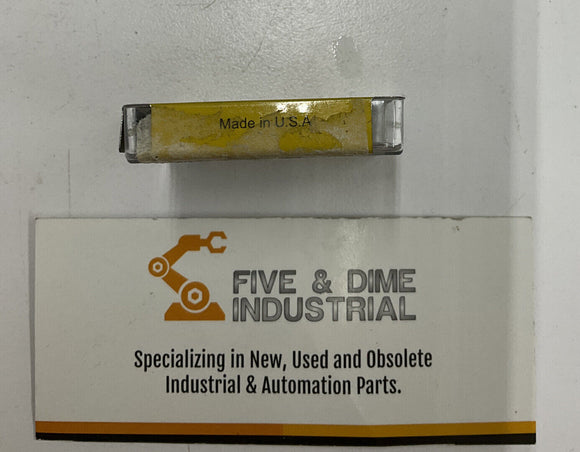 Made in U.S.A
FIVE & DIME
INDUSTRIAL
Specializing in New, Used and Obsolete
Industrial & Automation Parts.